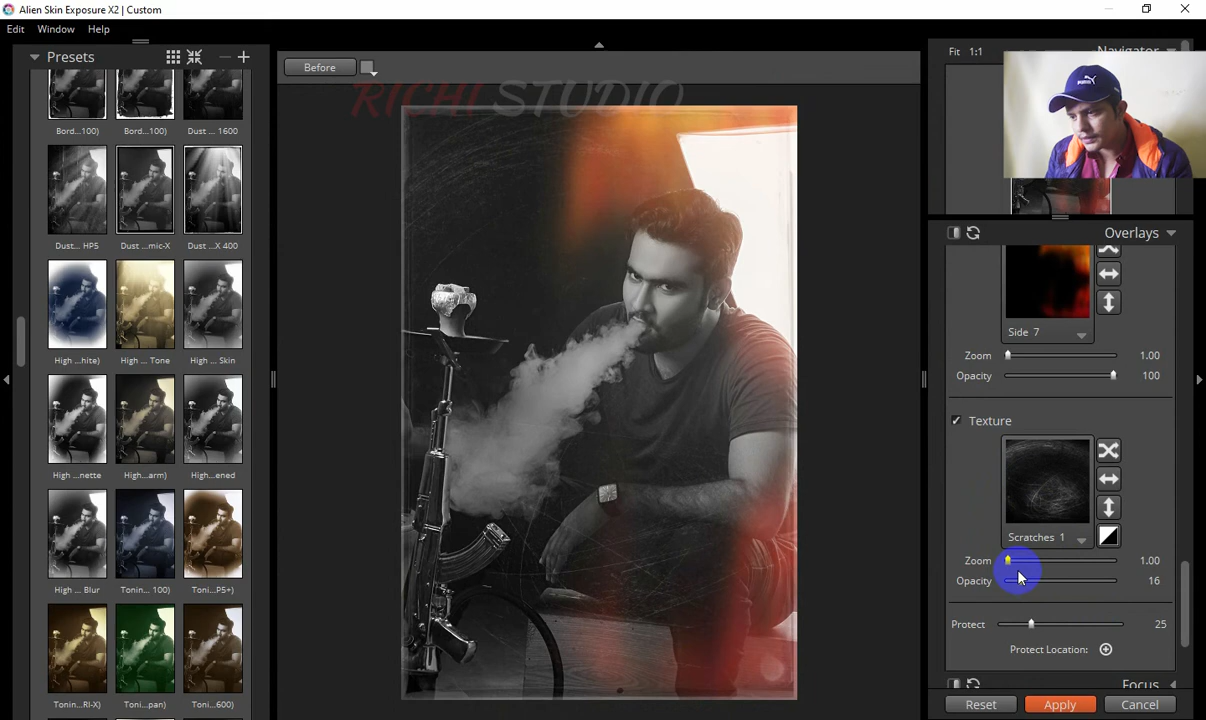 Alien Skin Exposure X2 | Custom
Edit Window Help
Presets
Before
Fit 1:1
Navigator
RICHI STUDIO
Bord...100) Bord...100) Dust ... 1600
Dust... HP5 Dust ...mic-X Dust ...X 400
High ...hite) High ... Tone High ... Skin
High ...nette High...arm) High...ened
High ... Blur Tonin... 100) Toni...P5+)
Tonin...RI-X) Toni...pan) Toni...600)
Overlays
Side 7
Zoom 1.00
Opacity 100
Texture
Scratches 1
Zoom 1.00
Opacity 16
Protect 25
Protect Location:
Focus
Reset Apply Cancel